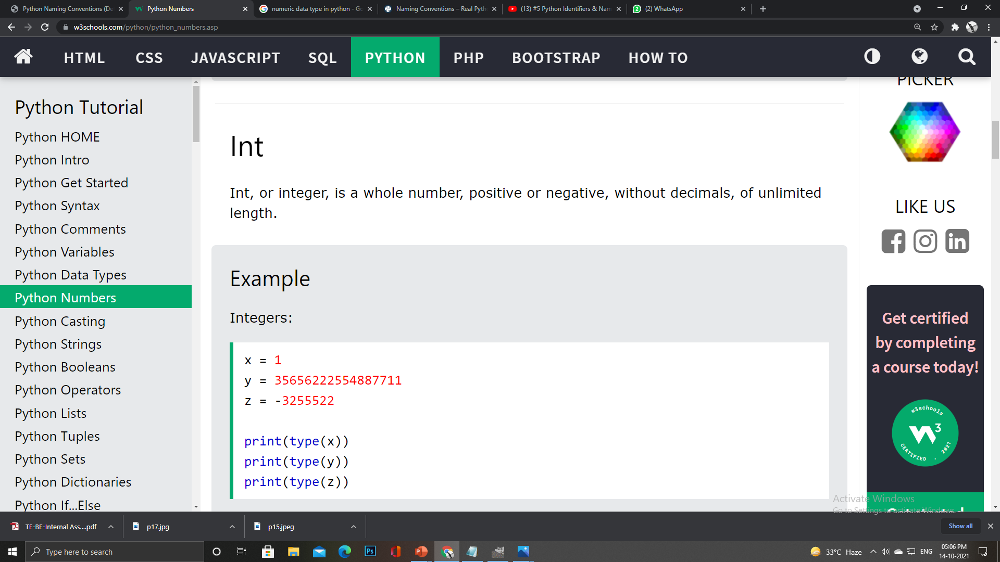 Python Naming Conventions (De
Python Numbers
numeric data type in python - Go
Naming Conventions – Real Pyth
(13) #5 Python Identifiers & Nam
(2) WhatsApp
w3schools.com/python/python_numbers.asp
HTML CSS JAVASCRIPT SQL PYTHON PHP BOOTSTRAP HOW TO
Python Tutorial
Python HOME
Python Intro
Python Get Started
Python Syntax
Python Comments
Python Variables
Python Data Types
Python Numbers
Python Casting
Python Strings
Python Booleans
Python Operators
Python Lists
Python Tuples
Python Sets
Python Dictionaries
Python If...Else
Int
Int, or integer, is a whole number, positive or negative, without decimals, of unlimited
length.
Example
Integers:
x = 1
y = 35656222554887711
z = -3255522
print(type(x))
print(type(y))
print(type(z))
PICKER
LIKE US
Get certified
by completing
a course today!
w3schools
CERTIFIED . 2021
Activate Windows
Go to Settings to activate Windows.
TE-BE-Internal Ass....pdf
p17.jpg
p15.jpeg
Show all
Type here to search
33°C Haze
ENG
05:06 PM
14-10-2021